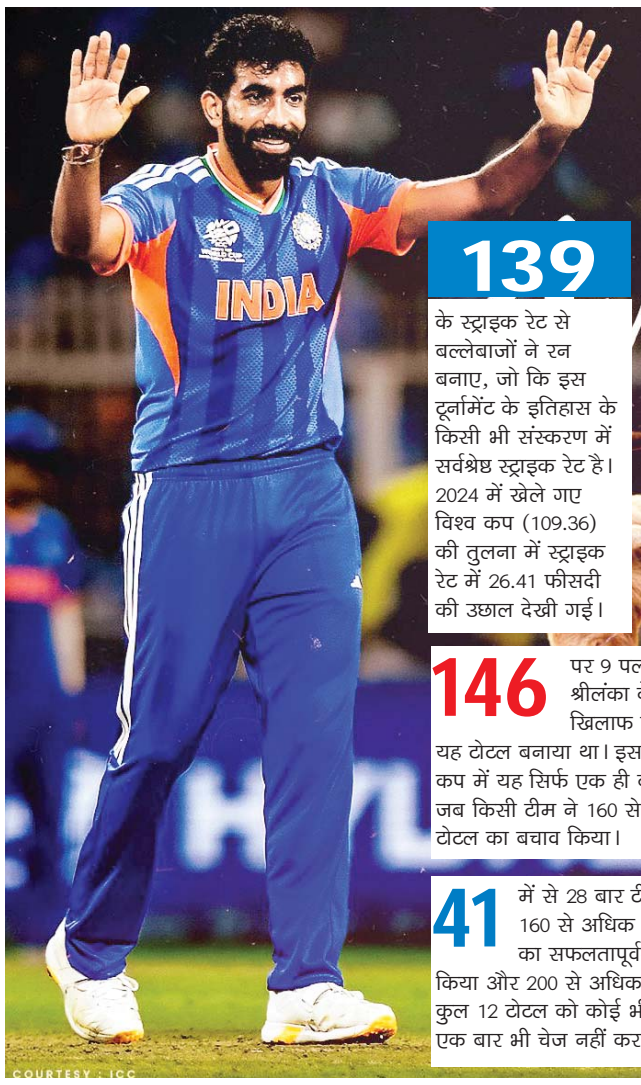 WORLD CUP
INDIA
139
के स्ट्राइक रेट से
बल्लेबाजों ने रन
बनाए, जो कि इस
टूर्नामेंट के इतिहास के
किसी भी संस्करण में
सर्वश्रेष्ठ स्ट्राइक रेट है।
2024 में खेले गए
विश्व कप (109.36)
की तुलना में स्ट्राइक
रेट में 26.41 फीसदी
की उछाल देखी गई।
146 पर 9
श्रीलंका
खिलाफ
यह टोटल बनाया था। इस
कप में यह सिर्फ एक ही
जब किसी टीम ने 160 से
टोटल का बचाव किया।
41 में से 28 बार
160 से अधिक
का
किया और 200 से अधिक
कुल 12 टोटल को कोई
एक बार भी चेज नहीं
COURTESY : ICC